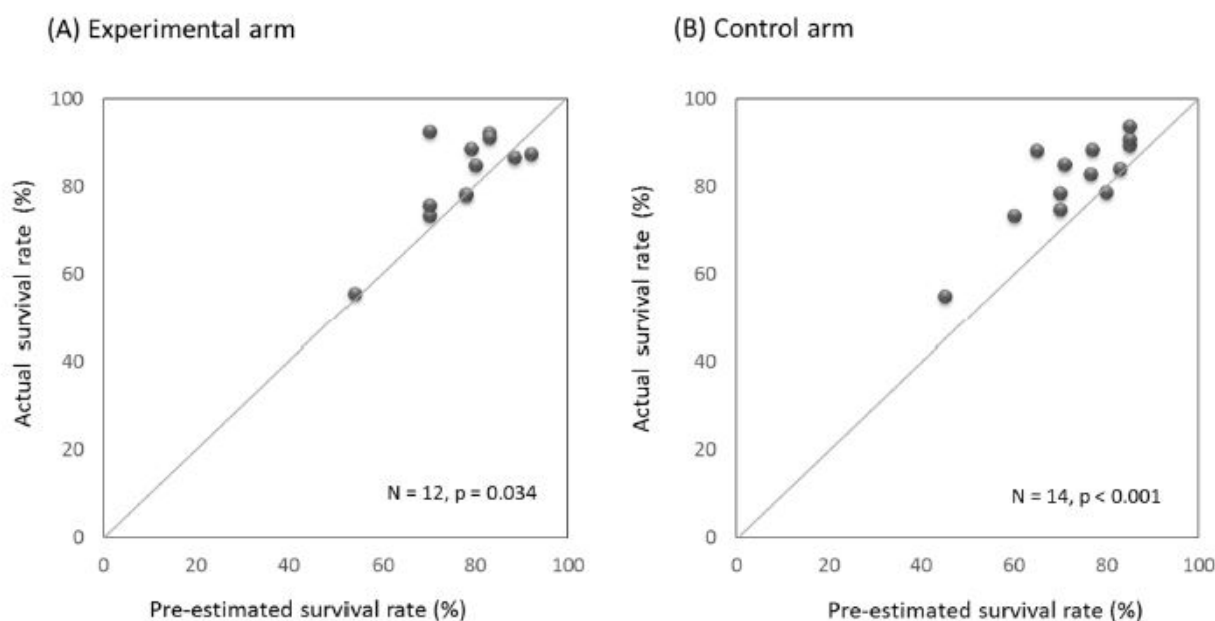 (A) Experimental arm
(B) Control arm
Actual survival rate (%)
100
80
60
40
20
0
N = 12, p = 0.034
0 20 40 60 80 100
Pre-estimated survival rate (%)
Actual survival rate (%)
100
80
60
40
20
0
N = 14, p < 0.001
0 20 40 60 80 100
Pre-estimated survival rate (%)